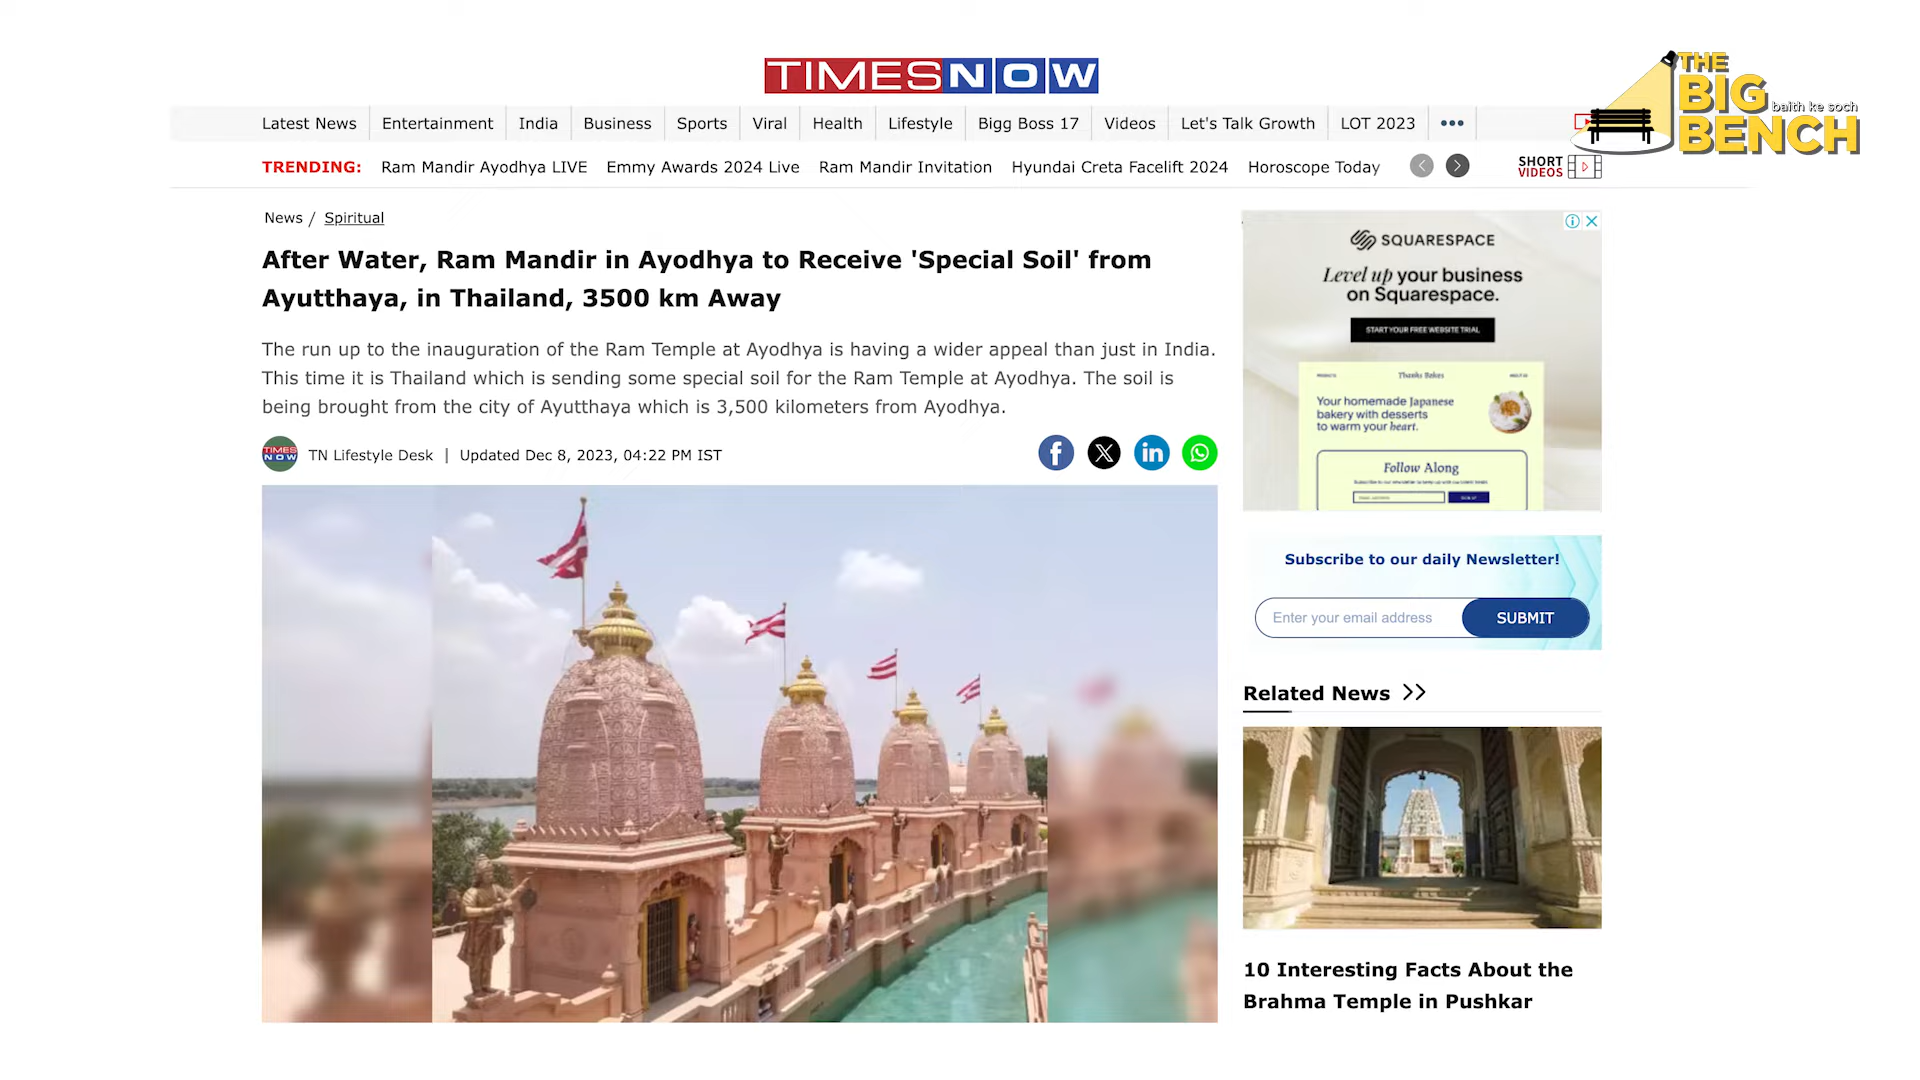 TIMES NOW
THE
BIG
baith ke soch
BENCH
Latest News
Entertainment
India
Business
Sports
Viral
Health
Lifestyle
Bigg Boss 17
Videos
Let's Talk Growth
LOT 2023
•••
TRENDING:
Ram Mandir Ayodhya LIVE
Emmy Awards 2024 Live
Ram Mandir Invitation
Hyundai Creta Facelift 2024
Horoscope Today
SHORT
VIDEOS
News / Spiritual
After Water, Ram Mandir in Ayodhya to Receive 'Special Soil' from
Ayutthaya, in Thailand, 3500 km Away
The run up to the inauguration of the Ram Temple at Ayodhya is having a wider appeal than just in India.
This time it is Thailand which is sending some special soil for the Ram Temple at Ayodhya. The soil is
being brought from the city of Ayutthaya which is 3,500 kilometers from Ayodhya.
TIMES
NOW
TN Lifestyle Desk | Updated Dec 8, 2023, 04:22 PM IST
SQUARESPACE
Level up your business
on Squarespace.
START YOUR FREE WEBSITE TRIAL
PRODUCTS
Thanks Bakes
ABOUT US
Your homemade Japanese
bakery with desserts
to warm your heart.
Follow Along
SIGN UP
Subscribe to our daily Newsletter!
Enter your email address
SUBMIT
Related News >>
10 Interesting Facts About the
Brahma Temple in Pushkar